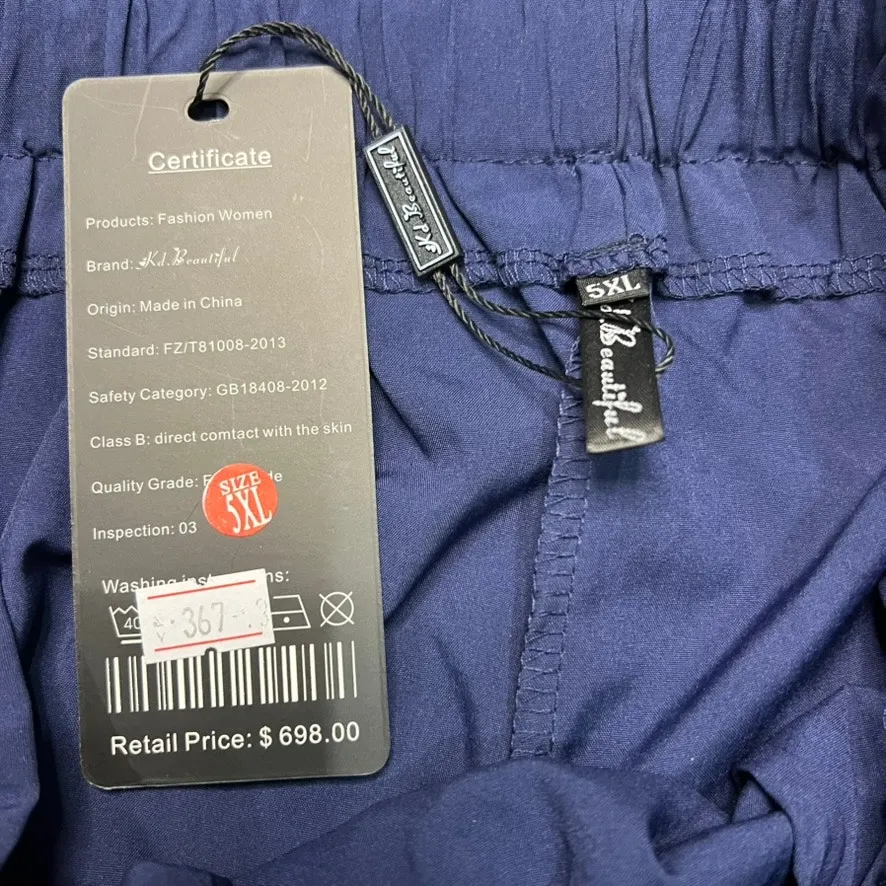 Certificate
Products: Fashion Women
Brand: Kd.Beautiful
Origin: Made in China
Standard: FZ/T81008-2013
Safety Category: GB18408-2012
Class B: direct comtact with the skin
Quality Grade:
SIZE
5XL
Inspection: 03
Washing
40
367
Retail Price: $ 698.00
Kd.Beautiful
5XL
d.Beautiful